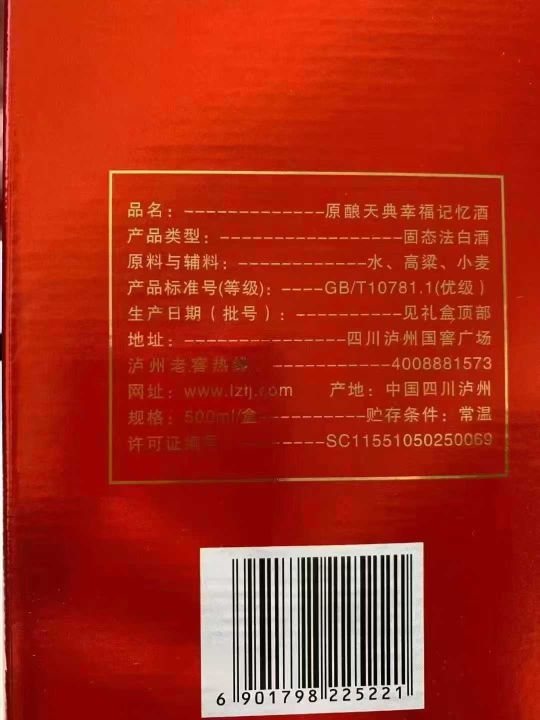 品名：-------------原酿天典幸福记忆酒
产品类型：-----------------固态法白酒
原料与辅料：------------水、高粱、小麦
产品标准号(等级)：----GB/T10781.1(优级)
生产日期（批号）：-----------见礼盒顶部
地址：--------------四川泸州国窖广场
泸州老窖热线：------------4008881573
网址：www.lztj.com 产地：中国四川泸州
规格：500ml/盒-----------贮存条件：常温
许可证编号：--------SC11551050250069
6 901798 225221